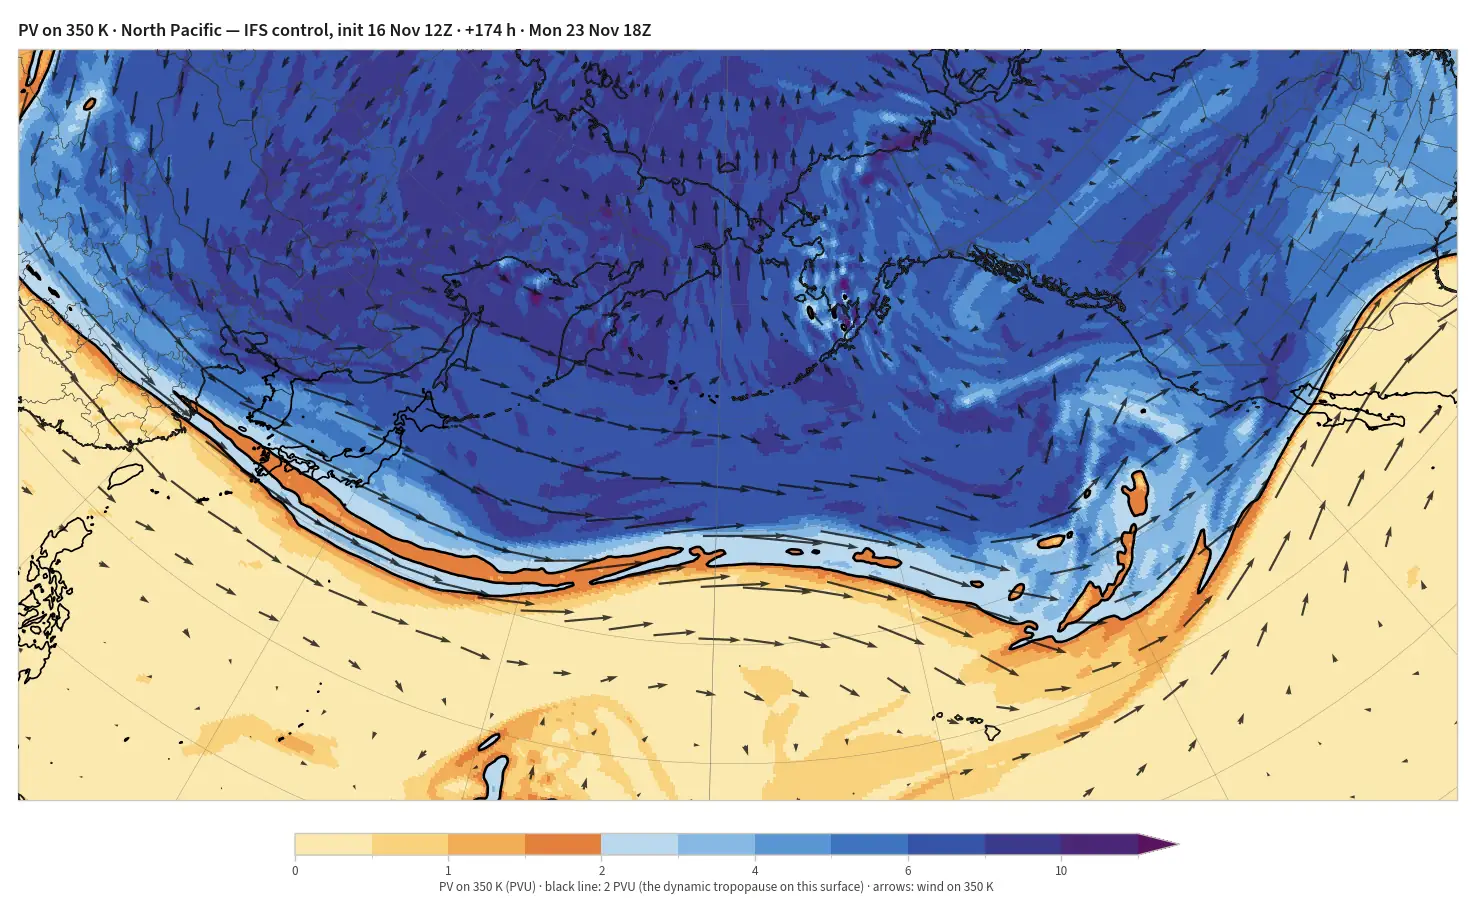 PV on 350 K · North Pacific — IFS control, init 16 Nov 12Z · +174 h · Mon 23 Nov 18Z
0 1 2 4 6 10
PV on 350 K (PVU) · black line: 2 PVU (the dynamic tropopause on this surface) · arrows: wind on 350 K